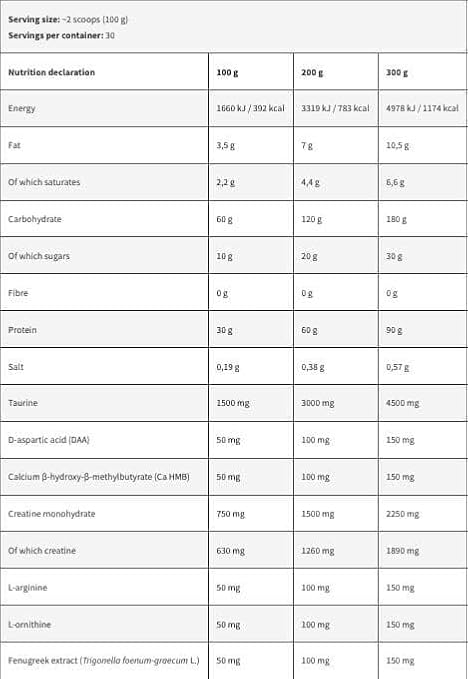 Serving size: ~2 scoops (100 g)
Servings per container: 30
Nutrition declaration 100 g 200 g 300 g
Energy 1660 kJ / 392 kcal 3319 kJ / 783 kcal 4978 kJ / 1174 kcal
Fat 3,5 g 7 g 10,5 g
Of which saturates 2,2 g 4,4 g 6,6 g
Carbohydrate 60 g 120 g 180 g
Of which sugars 10 g 20 g 30 g
Fibre 0 g 0 g 0 g
Protein 30 g 60 g 90 g
Salt 0,19 g 0,38 g 0,57 g
Taurine 1500 mg 3000 mg 4500 mg
D-aspartic acid (DAA) 50 mg 100 mg 150 mg
Calcium β-hydroxy-β-methylbutyrate (Ca HMB) 50 mg 100 mg 150 mg
Creatine monohydrate 750 mg 1500 mg 2250 mg
Of which creatine 630 mg 1260 mg 1890 mg
L-arginine 50 mg 100 mg 150 mg
L-ornithine 50 mg 100 mg 150 mg
Fenugreek extract (Trigonella foenum-graecum L.) 50 mg 100 mg 150 mg